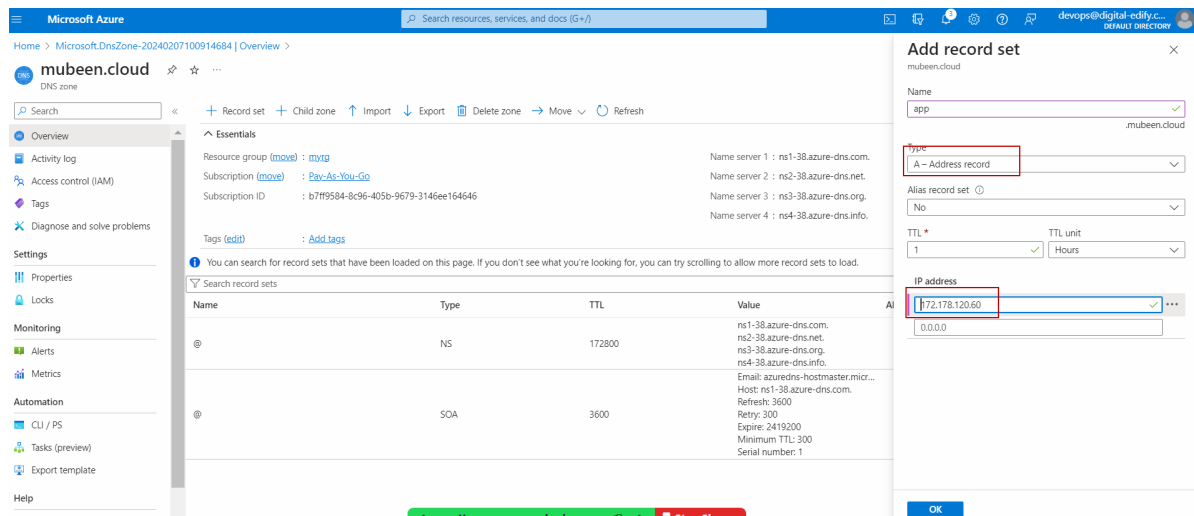 Microsoft Azure
Search resources, services, and docs (G+/)
3
devops@digital-edify.c...
DEFAULT DIRECTORY
Home > Microsoft.DnsZone-20240207100914684 | Overview >
DNS
mubeen.cloud
DNS zone
Search
Overview
Activity log
Access control (IAM)
Tags
Diagnose and solve problems
Settings
Properties
Locks
Monitoring
Alerts
Metrics
Automation
CLI / PS
Tasks (preview)
Export template
Help
+ Record set + Child zone Import Export Delete zone Move Refresh
Essentials
Resource group (move) : myrg
Subscription (move) : Pay-As-You-Go
Subscription ID : b7ff9584-8c96-405b-9679-3146ee164646
Name server 1 : ns1-38.azure-dns.com.
Name server 2 : ns2-38.azure-dns.net.
Name server 3 : ns3-38.azure-dns.org.
Name server 4 : ns4-38.azure-dns.info.
Tags (edit) : Add tags
You can search for record sets that have been loaded on this page. If you don't see what you're looking for, you can try scrolling to allow more record sets to load.
Search record sets
Name Type TTL Value
@ NS 172800
ns1-38.azure-dns.com.
ns2-38.azure-dns.net.
ns3-38.azure-dns.org.
ns4-38.azure-dns.info.
@ SOA 3600
Email: azuredns-hostmaster.micr...
Host: ns1-38.azure-dns.com.
Refresh: 3600
Retry: 300
Expire: 2419200
Minimum TTL: 300
Serial number: 1
Add record set
mubeen.cloud
Name
app
.mubeen.cloud
Type
A – Address record
Alias record set
No
TTL * TTL unit
1 Hours
IP address
172.178.120.60
0.0.0.0
OK